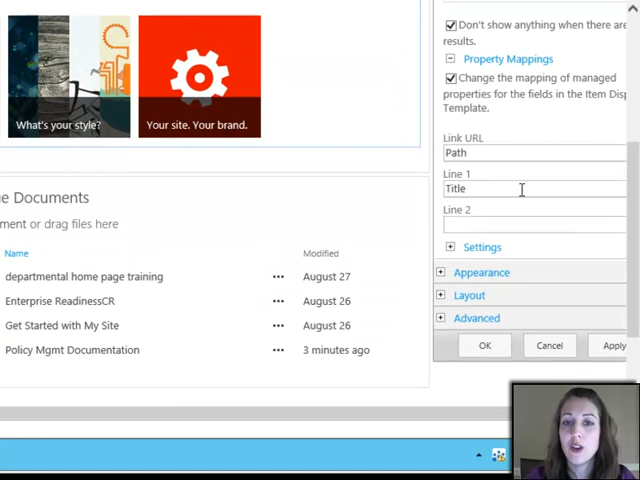 Don't show anything when there are
results.
Property Mappings
Change the mapping of managed
properties for the fields in the Item Disp
Template.
Link URL
Path
Line 1
Title
Line 2
Settings
Appearance
Layout
Advanced
OK
Cancel
Apply
What's your style?
Your site. Your brand.
e Documents
ment or drag files here
Name
Modified
departmental home page training
August 27
Enterprise ReadinessCR
August 26
Get Started with My Site
August 26
Policy Mgmt Documentation
3 minutes ago